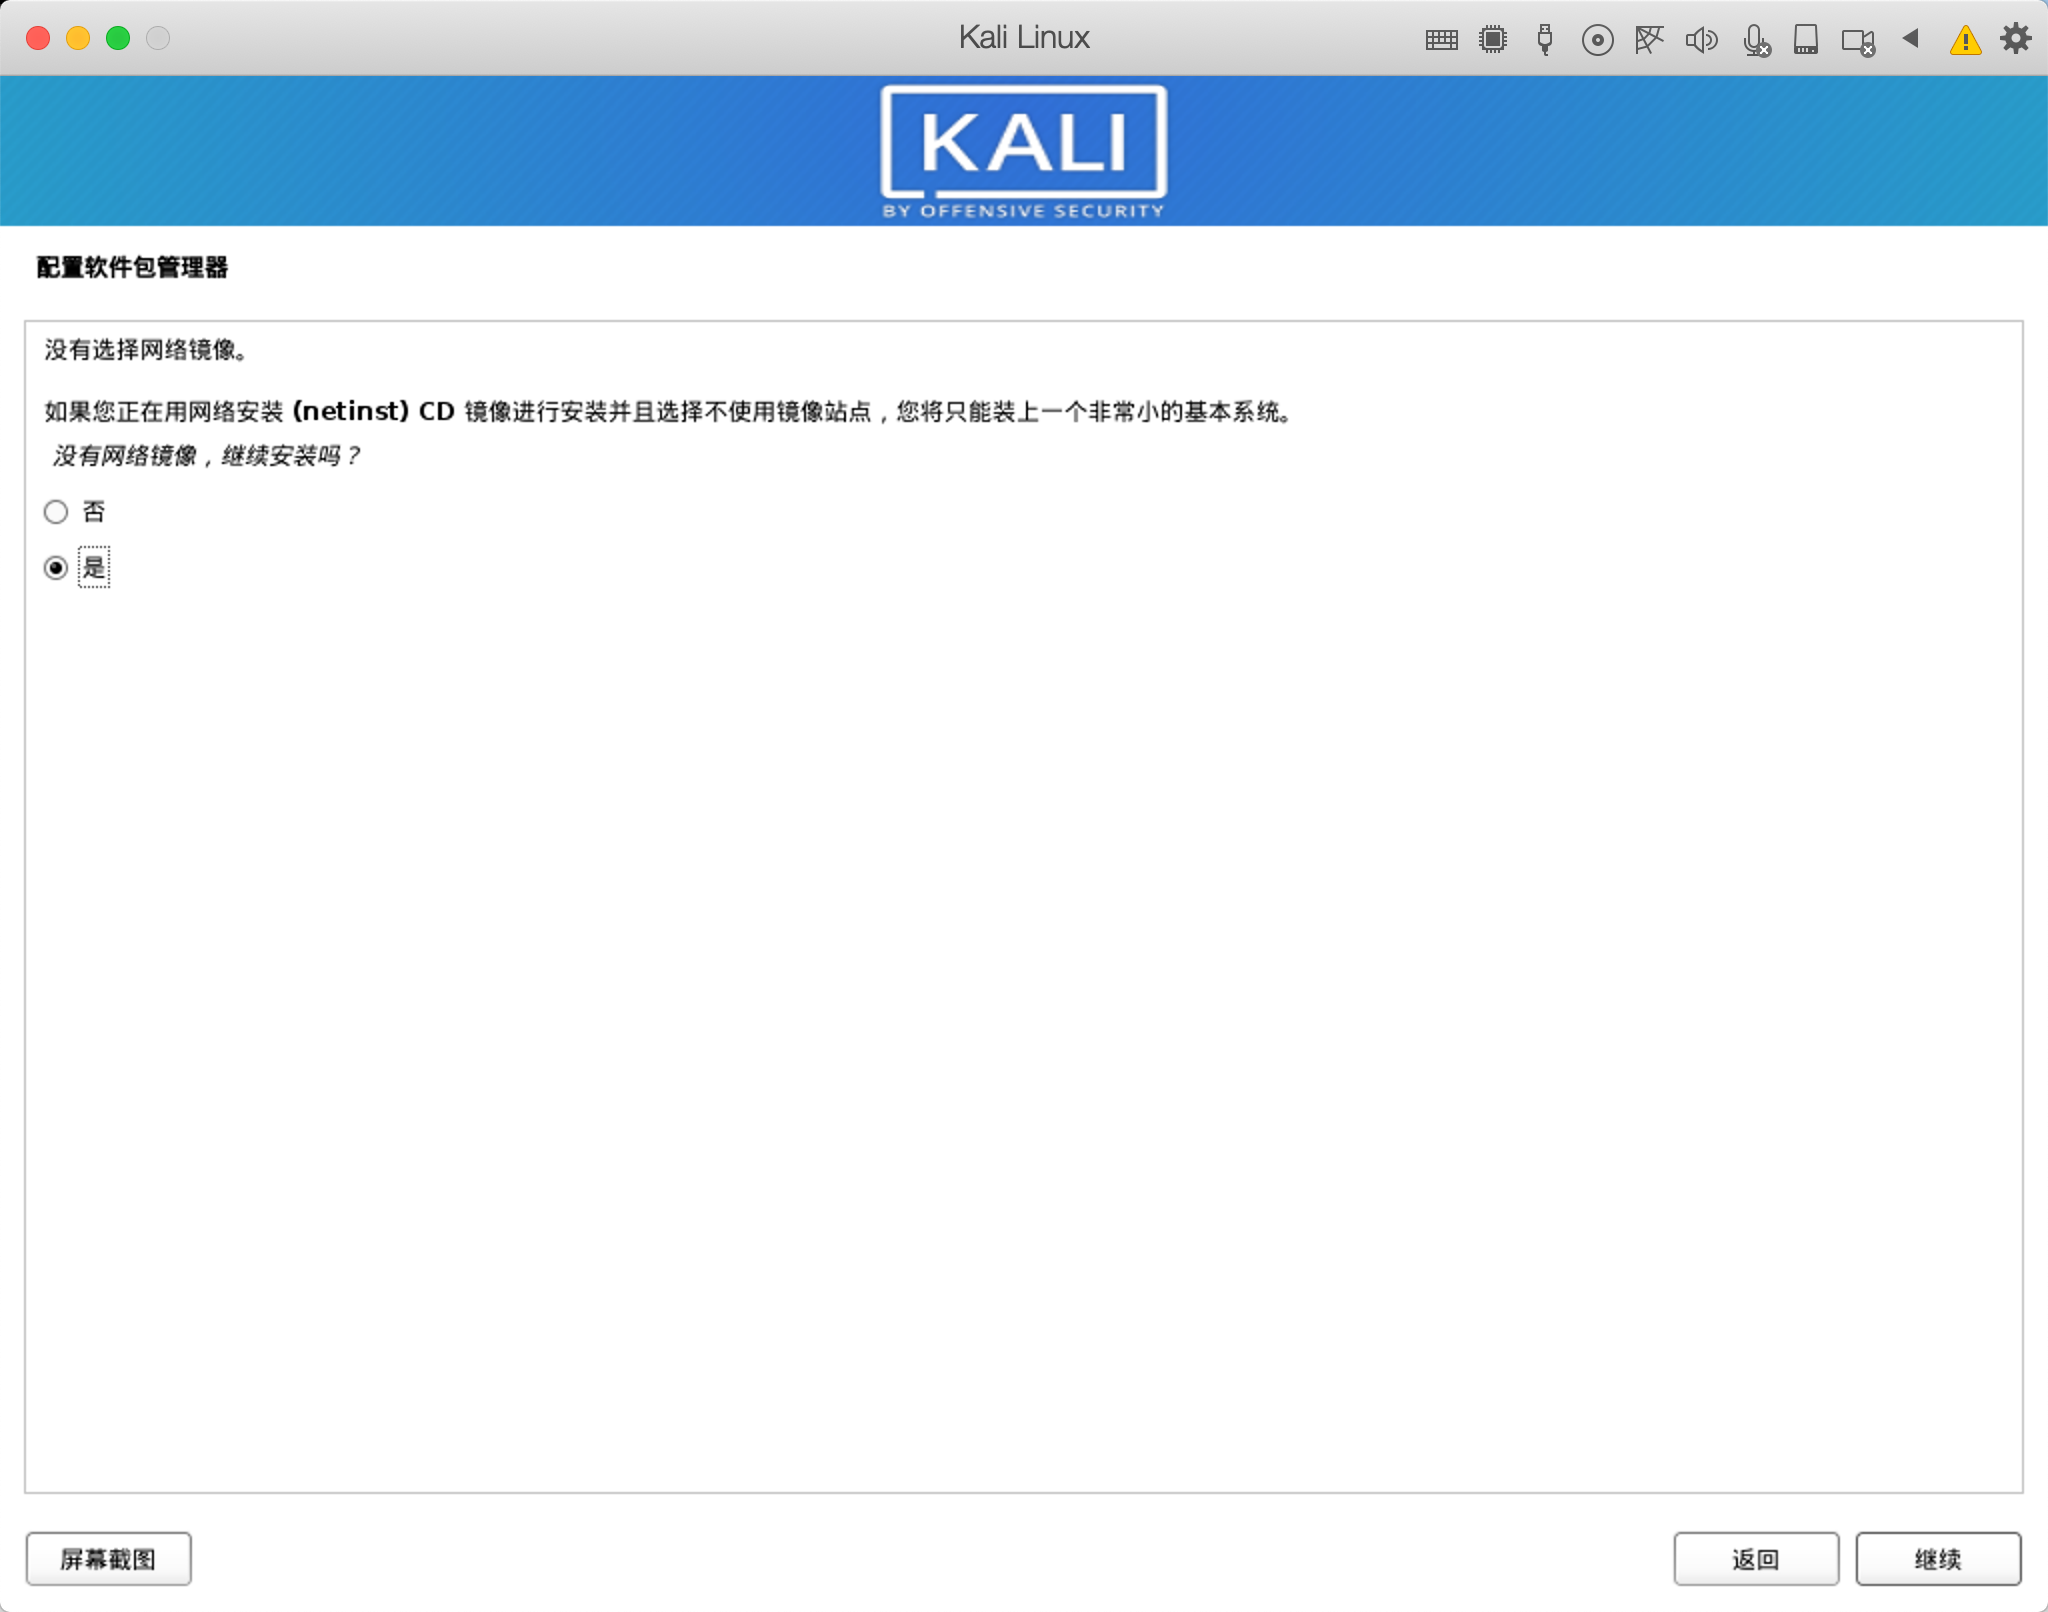 Kali Linux
KALI
BY OFFENSIVE SECURITY
配置软件包管理器
没有选择网络镜像。
如果您正在用网络安装 (netinst) CD 镜像进行安装并且选择不使用镜像站点，您将只能装上一个非常小的基本系统。
没有网络镜像，继续安装吗？
否
是
屏幕截图
返回
继续